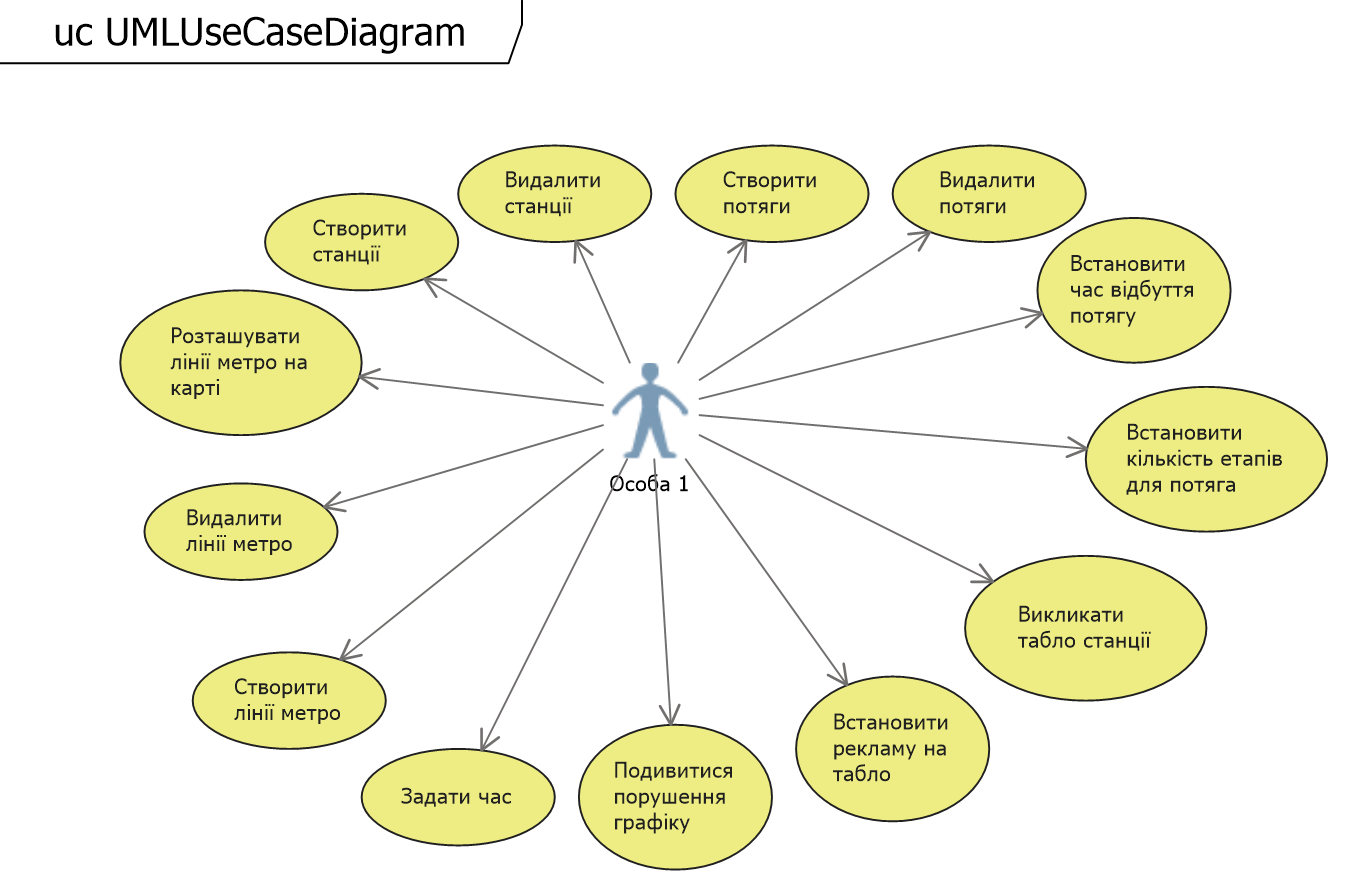 uc UMLUseCaseDiagram
Видалити
станції
Створити
потяги
Видалити
потяги
Створити
станції
Встановити
час відбуття
потягу
Розташувати
лінії метро на
карті
Встановити
кількість етапів
для потяга
Особа 1
Видалити
лінії метро
Викликати
табло станції
Створити
лінії метро
Встановити
рекламу на
табло
Задати час
Подивитися
порушення
графіку